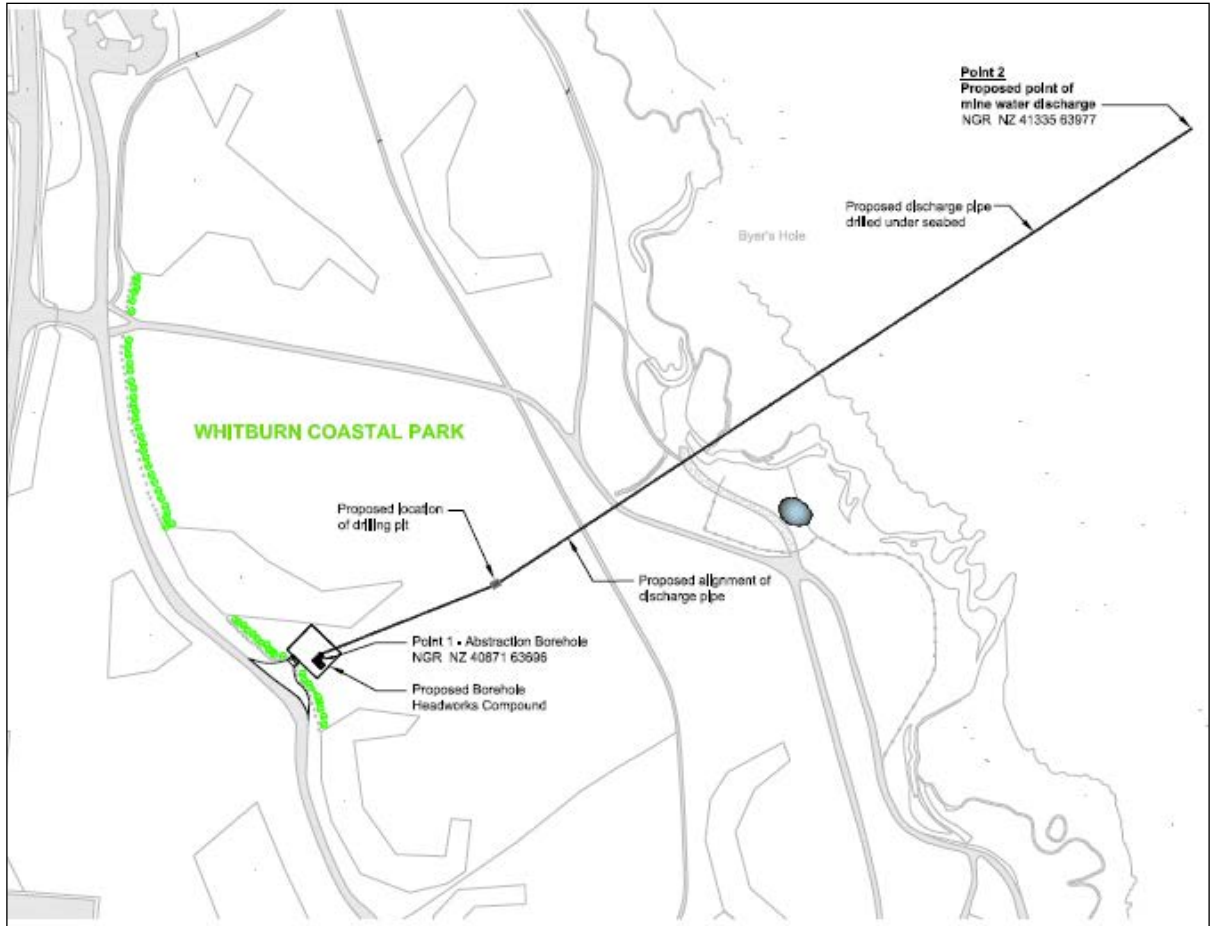 Point 2
Proposed point of
mine water discharge
NGR NZ 41335 63977
Proposed discharge pipe
drilled under seabed
Byer's Hole
WHITBURN COASTAL PARK
Proposed location
of drilling pit
Proposed alignment of
discharge pipe
Point 1 - Abstraction Borehole
NGR NZ 40871 63696
Proposed Borehole
Headworks Compound